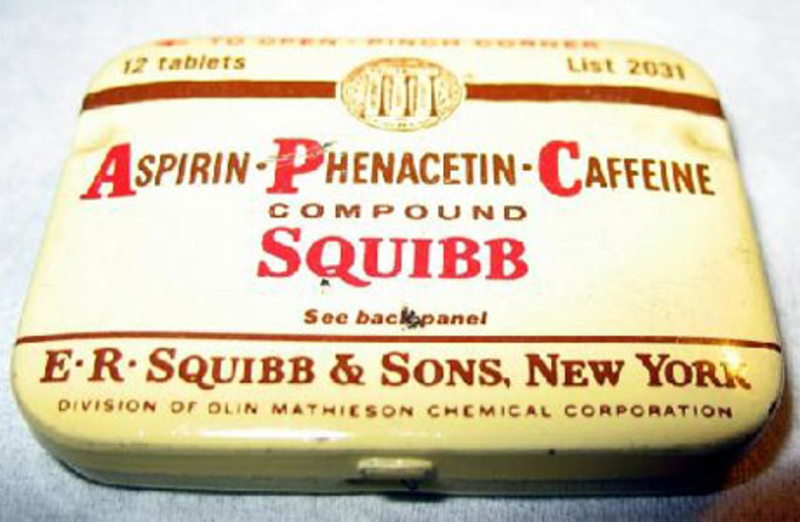 TO OPEN - PINCH CORNER
12 tablets List 2031
ASPIRIN·PHENACETIN·CAFFEINE
COMPOUND
SQUIBB
See back panel
E·R·SQUIBB & SONS, NEW YORK
DIVISION OF OLIN MATHIESON CHEMICAL CORPORATION